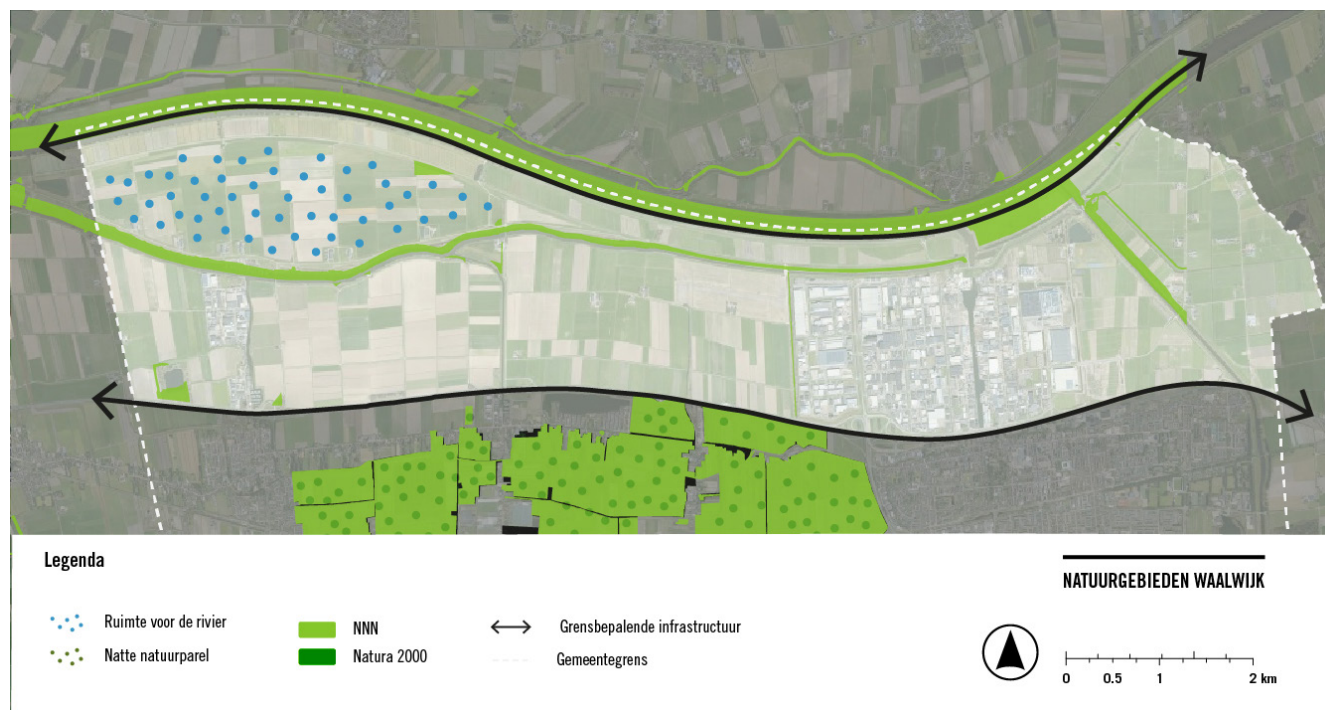 Legenda
Ruimte voor de rivier
Natte natuurparel
NNN
Natura 2000
Grensbepalende infrastructuur
Gemeentegrens
NATUURGEBIEDEN WAALWIJK
0 0.5 1 2 km